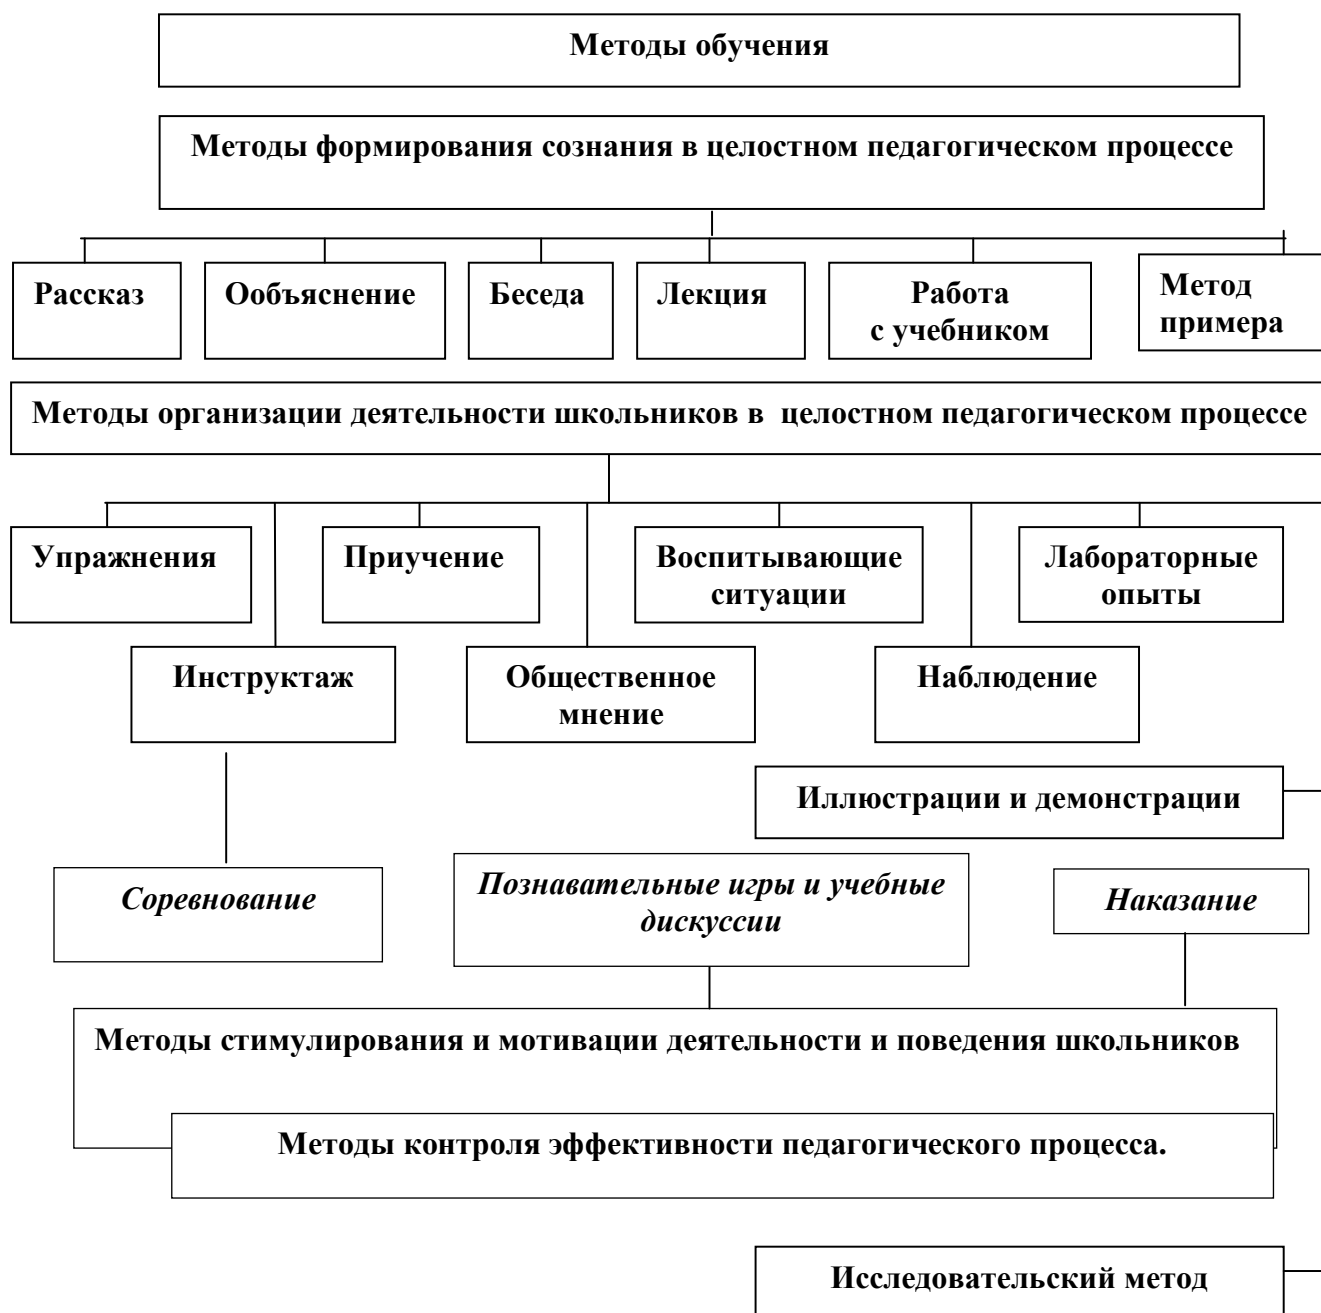 Методы обучения
Методы формирования сознания в целостном педагогическом процессе
Рассказ
Ообъяснение
Беседа
Лекция
Работа
с учебником
Метод
примера
Методы организации деятельности школьников в целостном педагогическом процессе
Упражнения
Приучение
Воспитывающие
ситуации
Лабораторные
опыты
Инструктаж
Общественное
мнение
Наблюдение
Иллюстрации и демонстрации
Соревнование
Познавательные игры и учебные
дискуссии
Наказание
Методы стимулирования и мотивации деятельности и поведения школьников
Методы контроля эффективности педагогического процесса.
Исследовательский метод